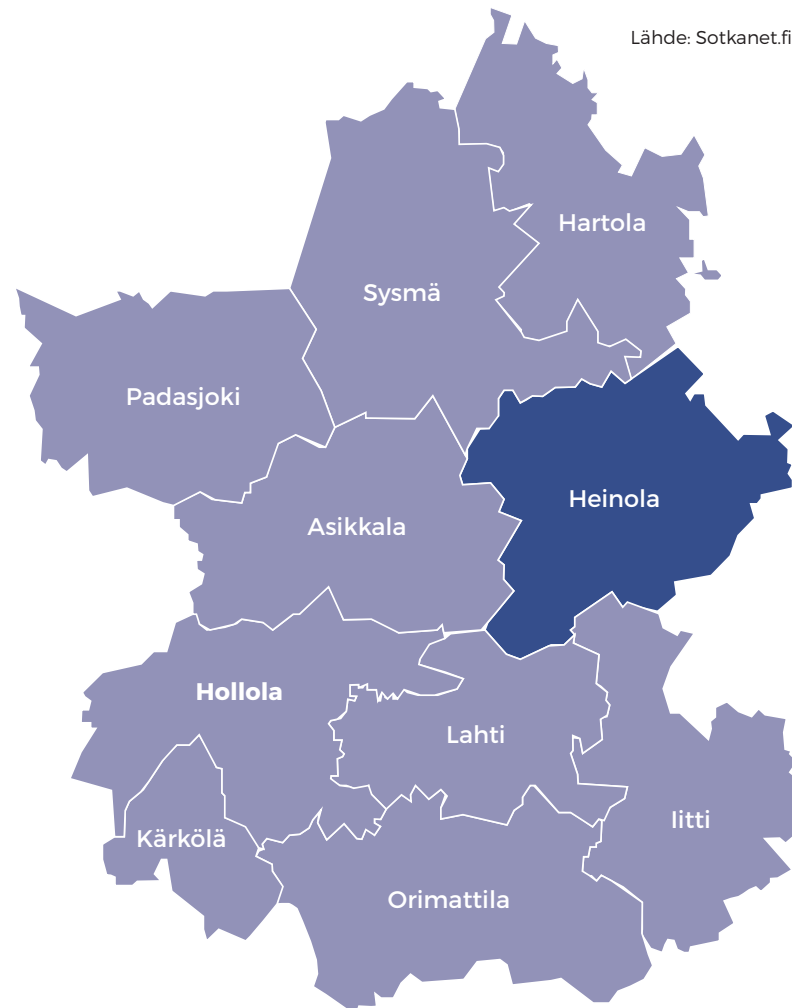 Lähde: Sotkanet.fi
Hartola
Sysmä
Padasjoki
Heinola
Asikkala
Hollola
Lahti
Iitti
Kärkölä
Orimattila